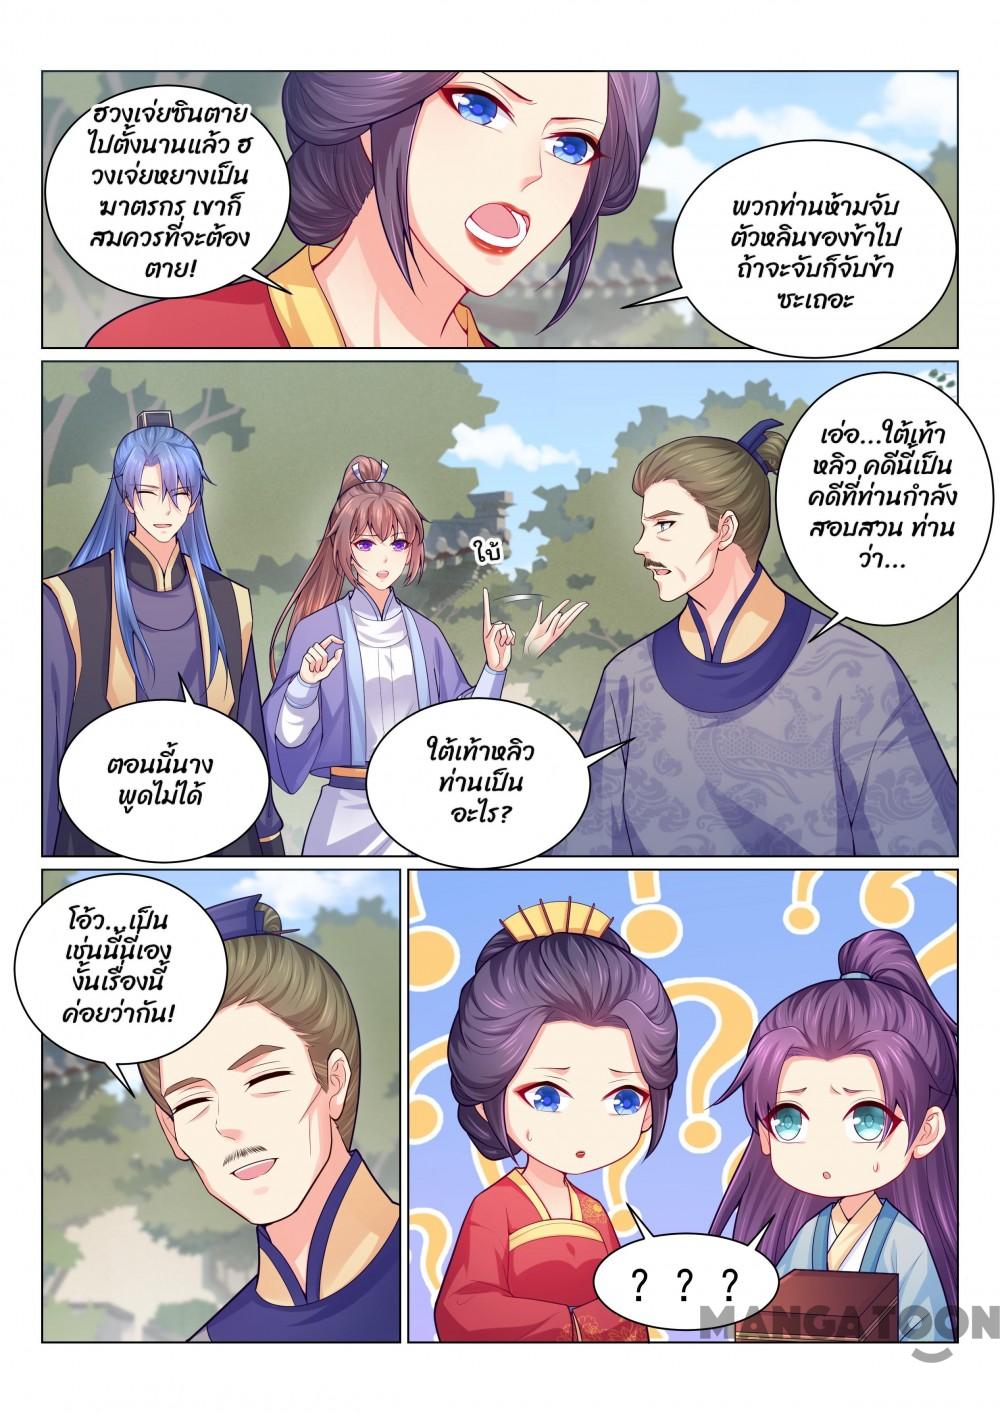 ฮวงเจ่ยซินตาย
ไปตั้งนานแล้ว ฮ
วงเจ่ยหยางเป็น
ฆาตรกร เขาก็
สมควรที่จะต้อง
ตาย!
พวกท่านห้ามจับ
ตัวหลินของข้าไป
ถ้าจะจับก็จับข้า
ซะเถอะ
เอ่อ...ใต้เท้า
หลิว คดีนี้เป็น
คดีที่ท่านกำลัง
สอบสวน ท่าน
ว่า...
ใบ้
ใต้เท้าหลิว
ท่านเป็น
อะไร?
ตอนนี้นาง
พูดไม่ได้
โอ้ว...เป็น
เช่นนี้นี่เอง
งั้นเรื่องนี้
ค่อยว่ากัน!
? ? ?
MANGATOON